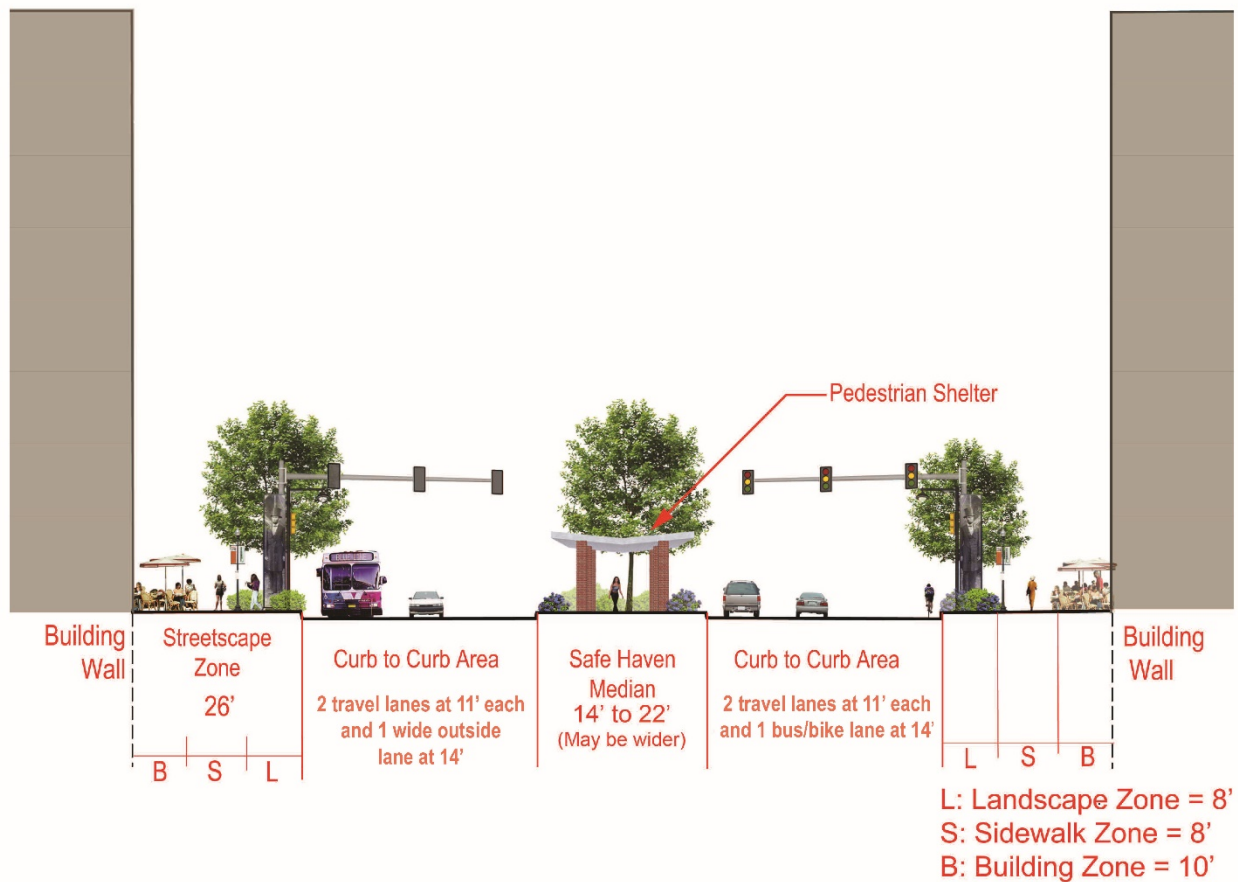 Pedestrian Shelter
Building
Wall
Streetscape
Zone
26’
Curb to Curb Area
2 travel lanes at 11’ each
and 1 wide outside
lane at 14’
Safe Haven
Median
14’ to 22’
(May be wider)
Curb to Curb Area
2 travel lanes at 11’ each
and 1 bus/bike lane at 14’
Building
Wall
B
S
L
L
S
B
L: Landscape Zone = 8’
S: Sidewalk Zone = 8’
B: Building Zone = 10’